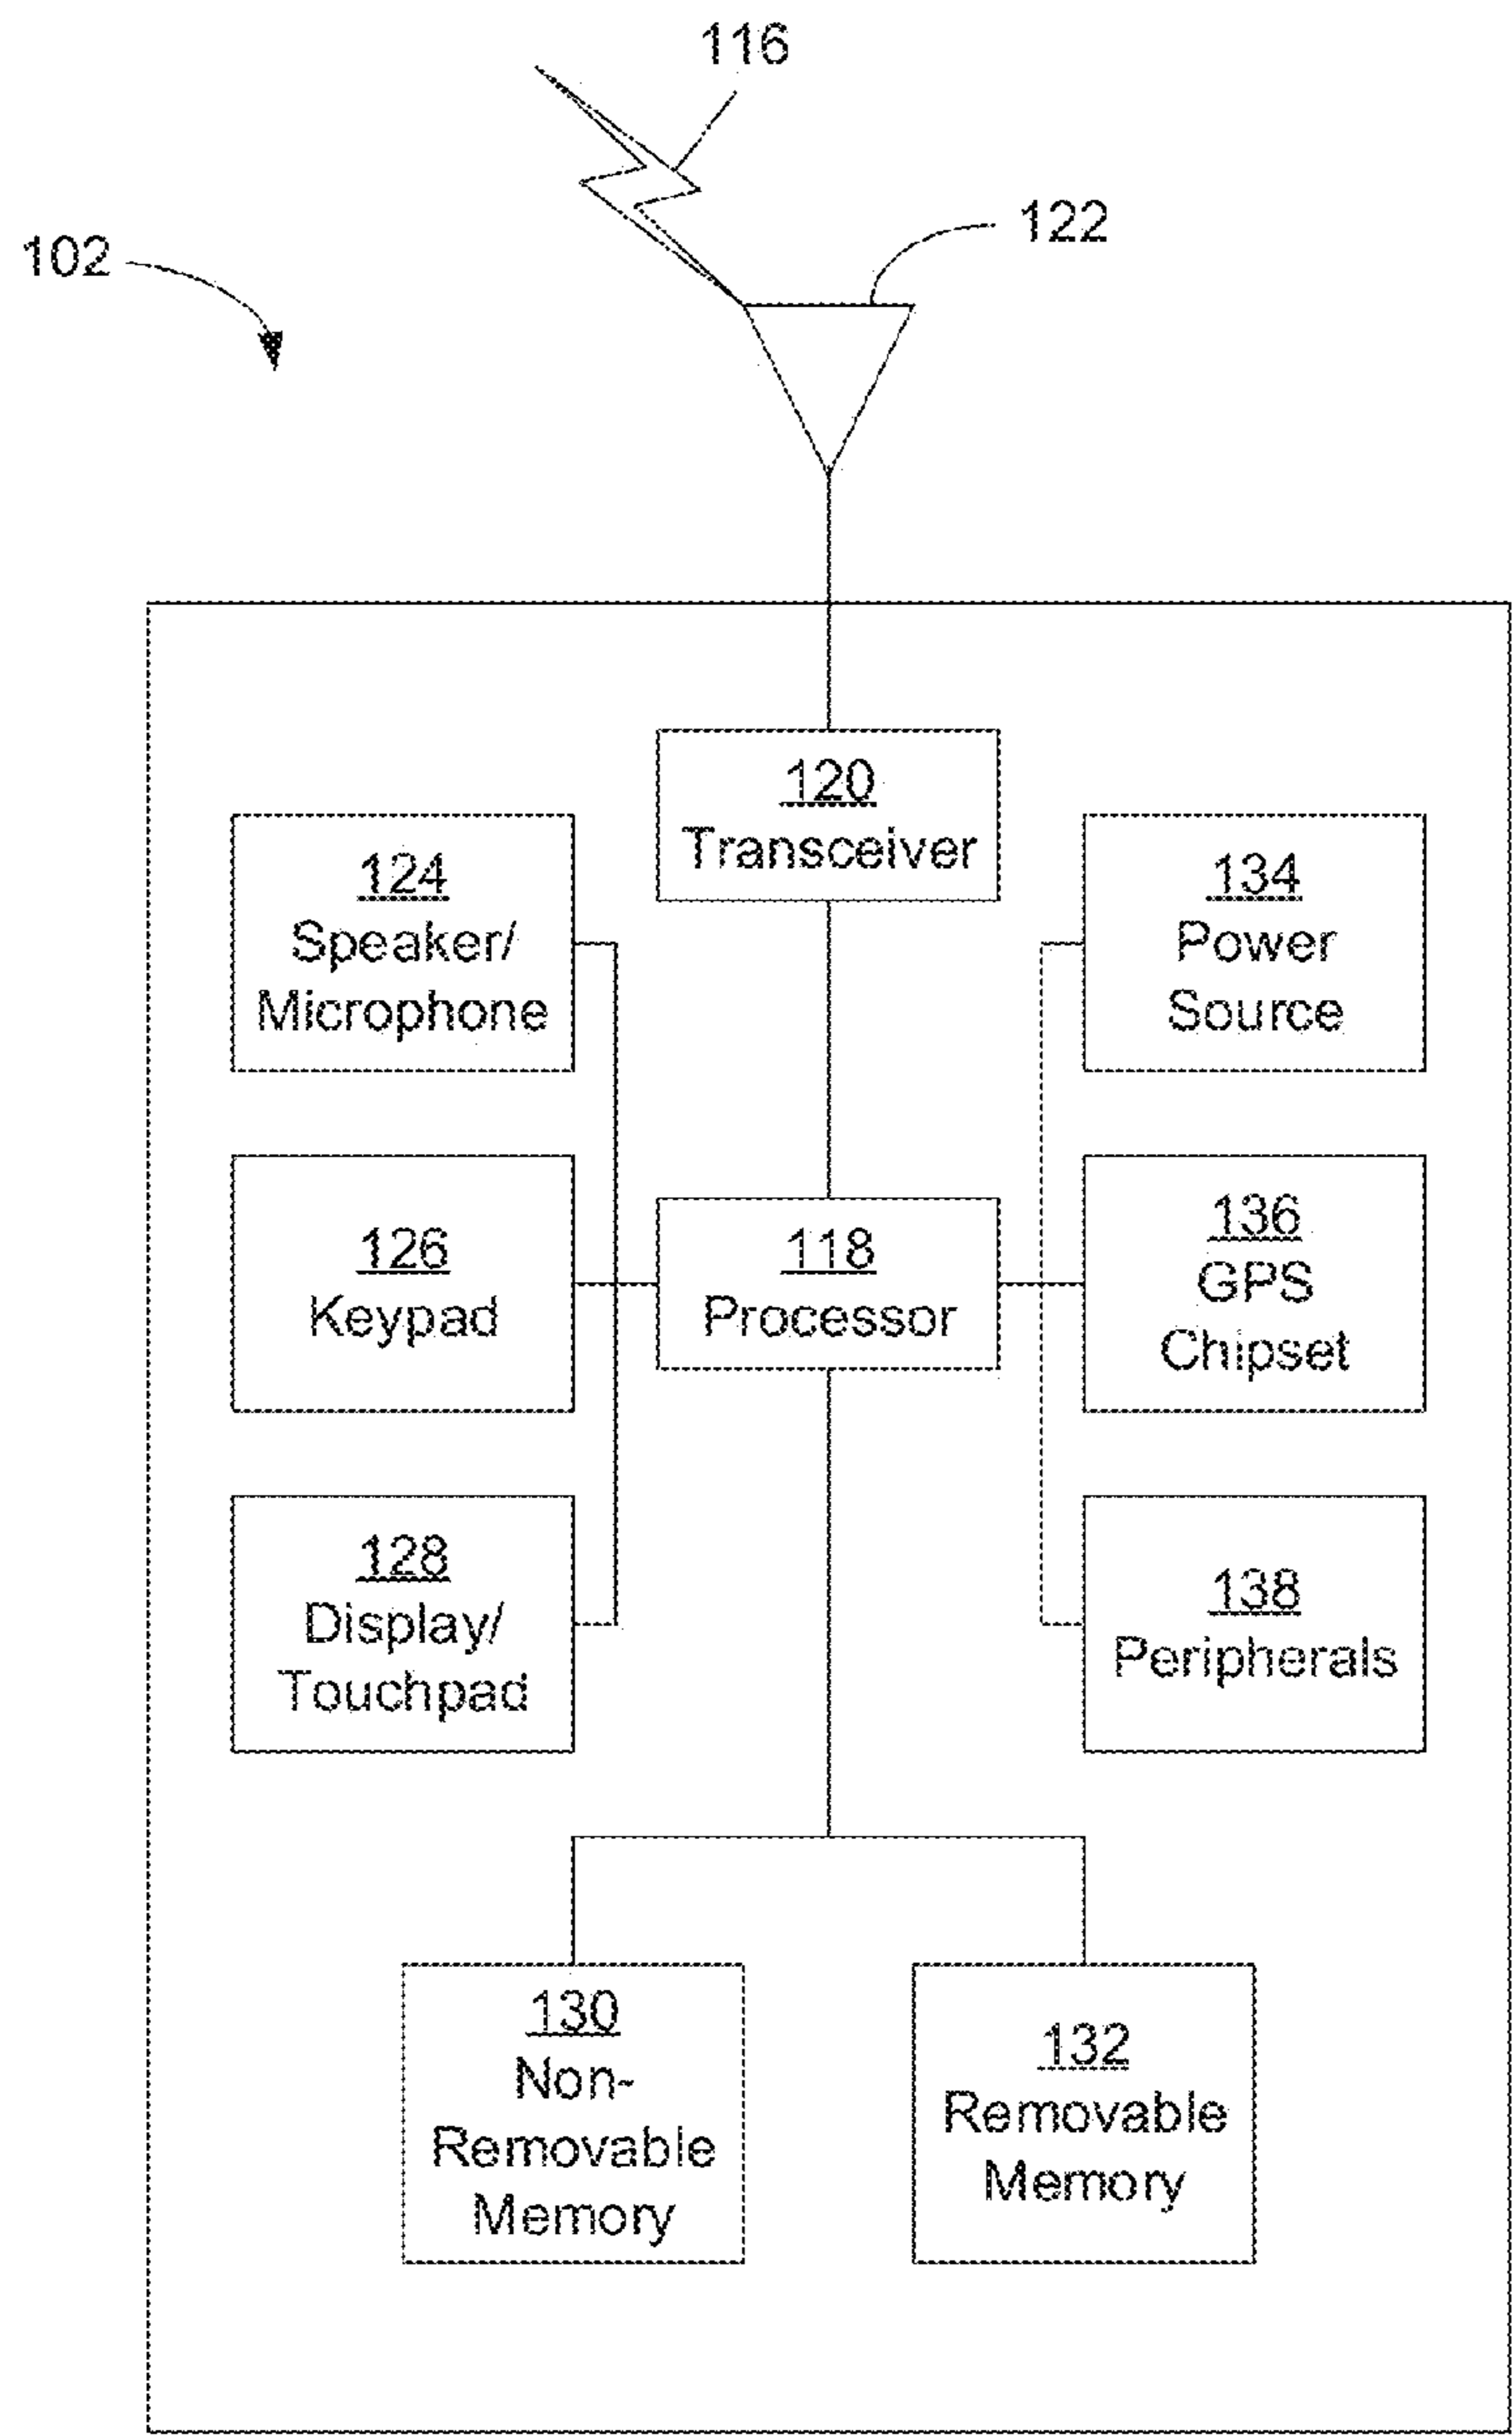 116
122
102
120
Transceiver
124
Speaker/
Microphone
134
Power
Source
126
Keypad
118
Processor
136
GPS
Chipset
128
Display/
Touchpad
138
Peripherals
130
Non-
Removable
Memory
132
Removable
Memory